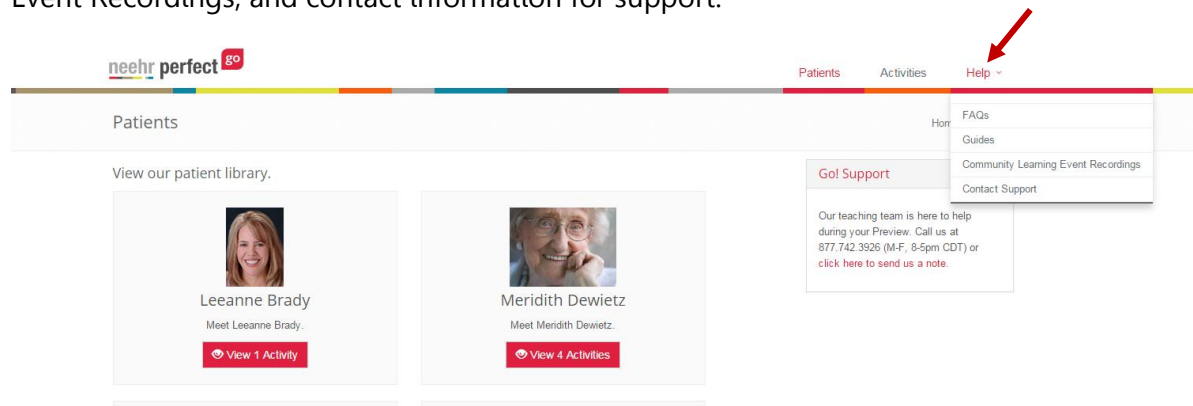 Event Recordings, and contact information for support.
neehr perfect go
Patients Activities Help
Patients
Hom
FAQs
Guides
Community Learning Event Recordings
Contact Support
View our patient library.
Go! Support
Our teaching team is here to help
during your Preview. Call us at
877.742.3926 (M-F, 8-5pm CDT) or
click here to send us a note.
Leeanne Brady
Meet Leeanne Brady.
View 1 Activity
Meridith Dewietz
Meet Meridith Dewietz.
View 4 Activities